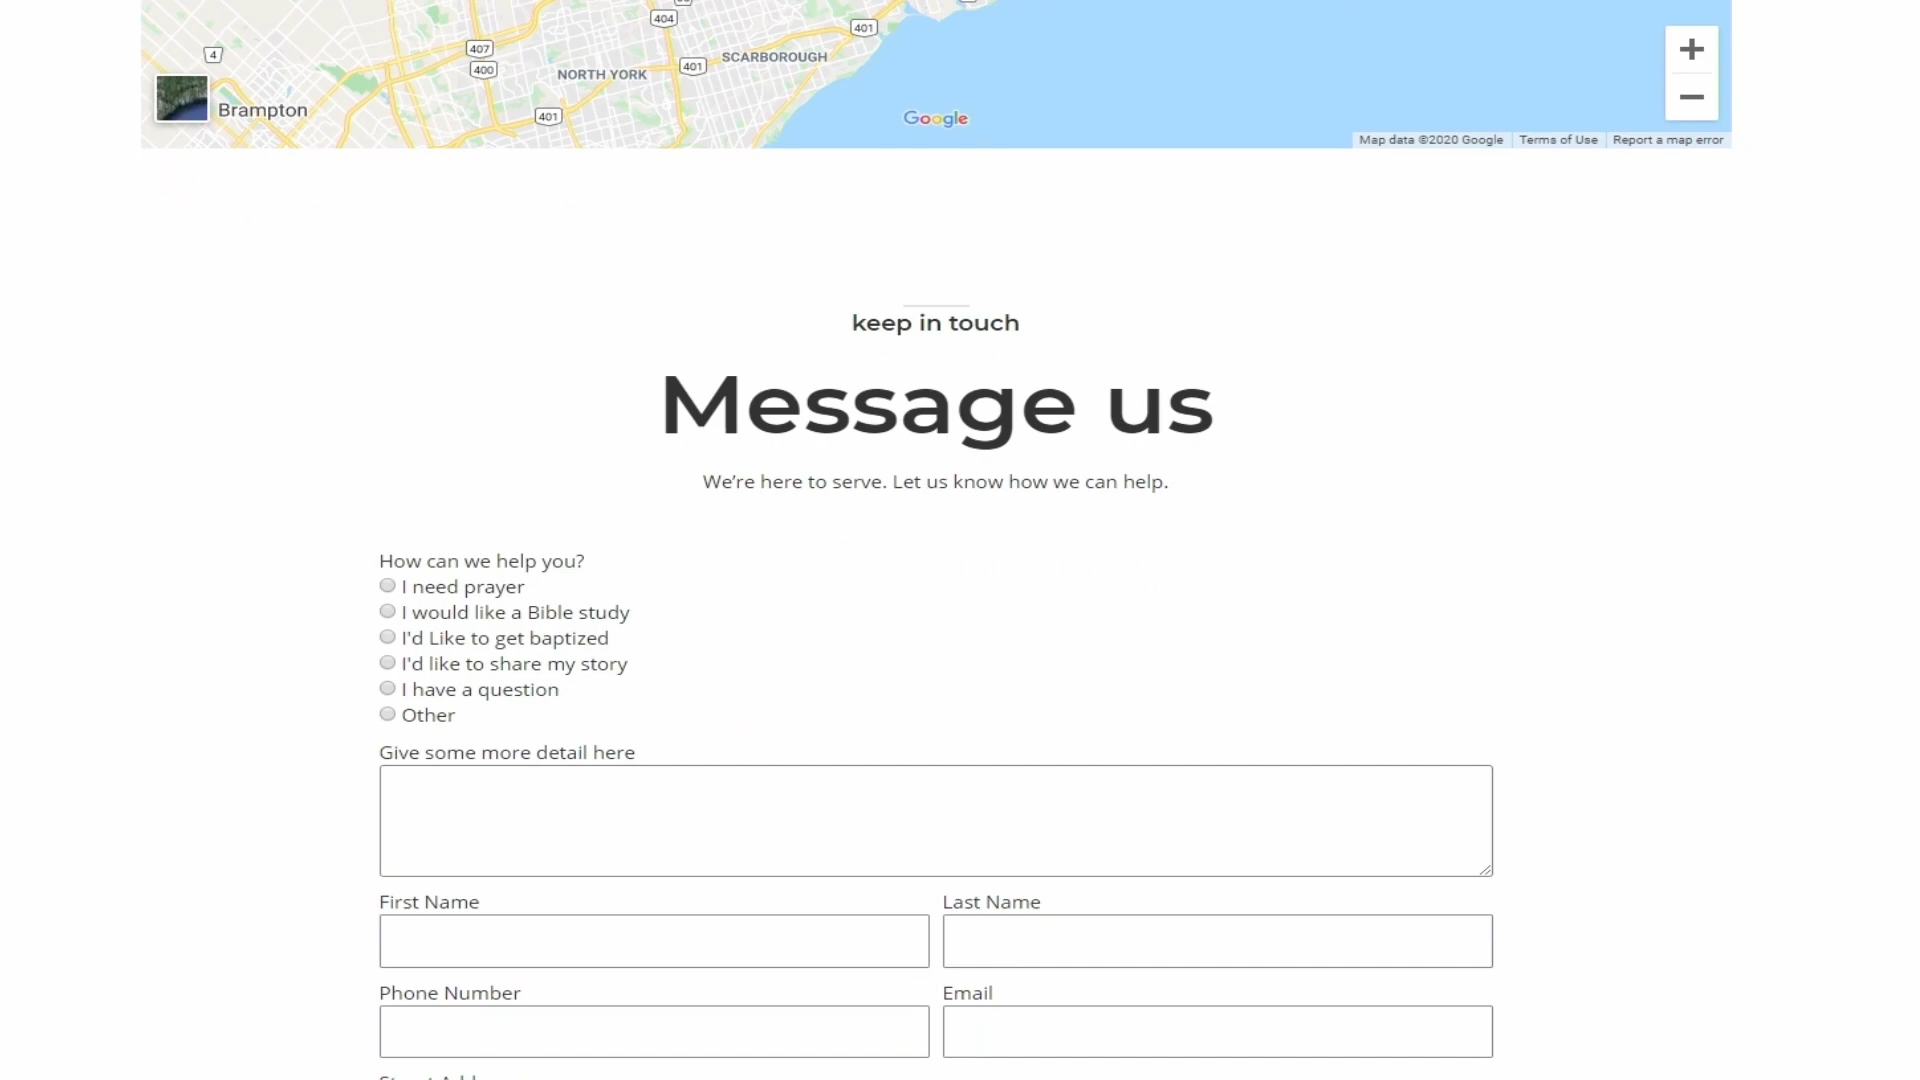 404
401
4
407
SCARBOROUGH
400
401
NORTH YORK
Brampton
401
Google
Map data ©2020 Google
Terms of Use
Report a map error
keep in touch
Message us
We’re here to serve. Let us know how we can help.
How can we help you?
I need prayer
I would like a Bible study
I'd Like to get baptized
I'd like to share my story
I have a question
Other
Give some more detail here
First Name
Last Name
Phone Number
Email